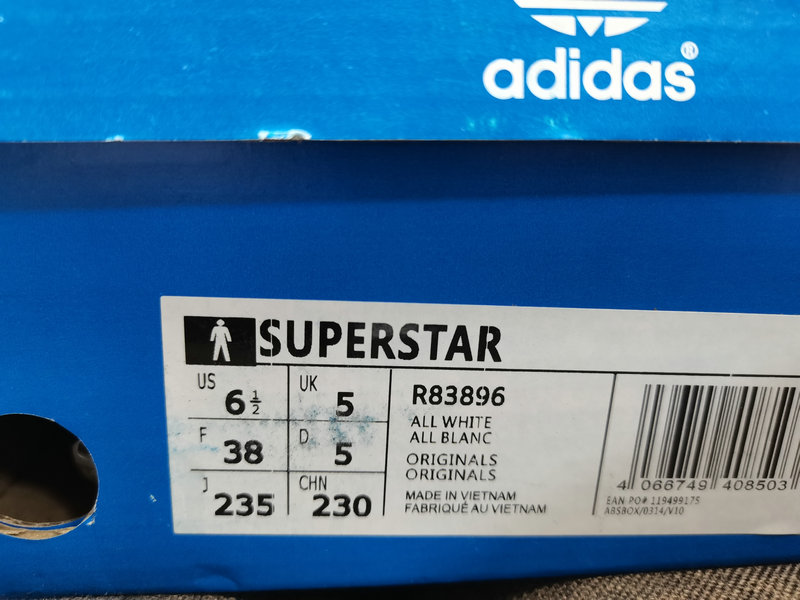 adidas®
SUPERSTAR
US 6½ UK 5
F 38 D 5
J 235 CHN 230
R83896
ALL WHITE
ALL BLANC
ORIGINALS
ORIGINALS
MADE IN VIETNAM
FABRIQUÉ AU VIETNAM
4 066749 408503
EAN-PO# 119499175
ABSBOX/0314/V10